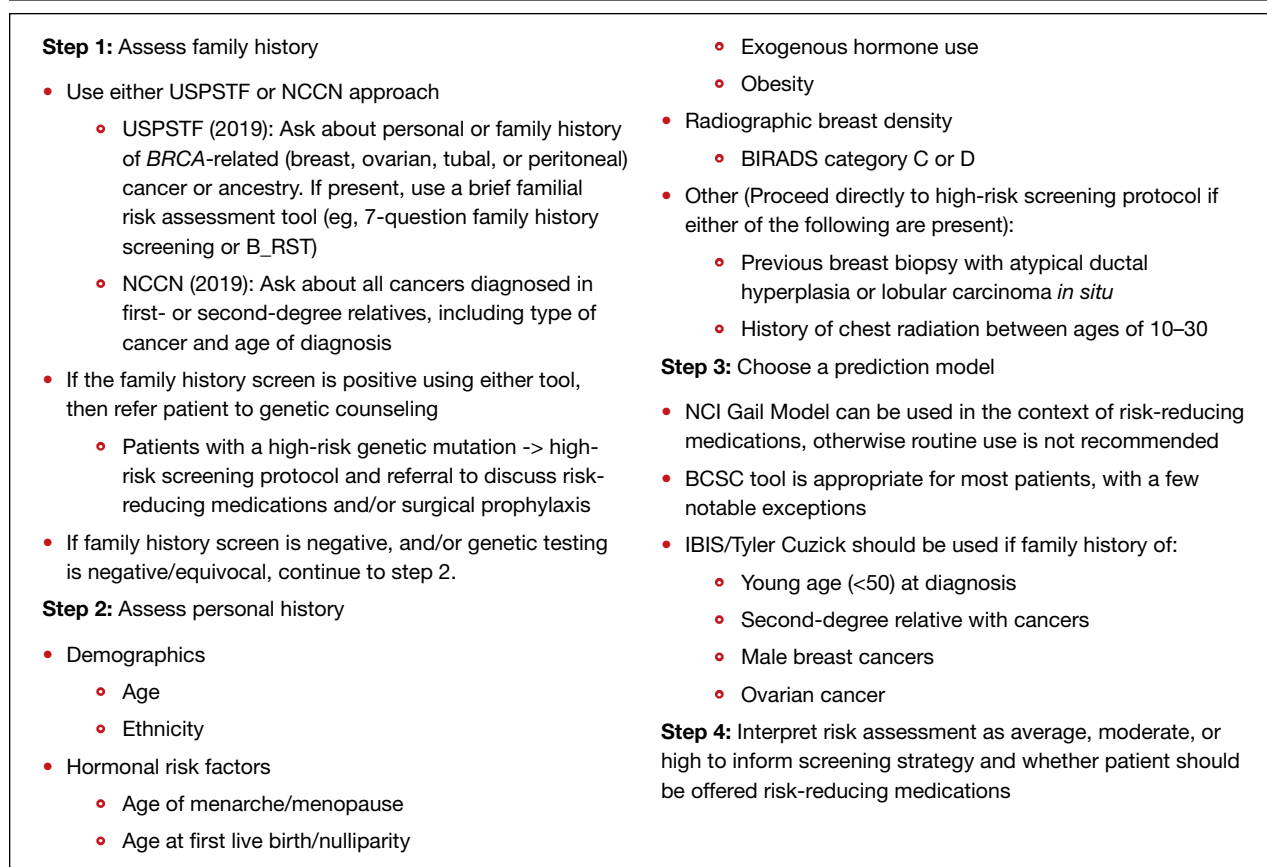 Step 1: Assess family history
• Use either USPSTF or NCCN approach
USPSTF (2019): Ask about personal or family history
of BRCA-related (breast, ovarian, tubal, or peritoneal)
cancer or ancestry. If present, use a brief familial
risk assessment tool (eg, 7-question family history
screening or B_RST)
NCCN (2019): Ask about all cancers diagnosed in
first- or second-degree relatives, including type of
cancer and age of diagnosis
• If the family history screen is positive using either tool,
then refer patient to genetic counseling
Patients with a high-risk genetic mutation -> high-
risk screening protocol and referral to discuss risk-
reducing medications and/or surgical prophylaxis
• If family history screen is negative, and/or genetic testing
is negative/equivocal, continue to step 2.
Step 2: Assess personal history
• Demographics
Age
Ethnicity
• Hormonal risk factors
Age of menarche/menopause
Age at first live birth/nulliparity
Exogenous hormone use
Obesity
• Radiographic breast density
BIRADS category C or D
• Other (Proceed directly to high-risk screening protocol if
either of the following are present):
Previous breast biopsy with atypical ductal
hyperplasia or lobular carcinoma in situ
History of chest radiation between ages of 10–30
Step 3: Choose a prediction model
• NCI Gail Model can be used in the context of risk-reducing
medications, otherwise routine use is not recommended
• BCSC tool is appropriate for most patients, with a few
notable exceptions
• IBIS/Tyler Cuzick should be used if family history of:
Young age (<50) at diagnosis
Second-degree relative with cancers
Male breast cancers
Ovarian cancer
Step 4: Interpret risk assessment as average, moderate, or
high to inform screening strategy and whether patient should
be offered risk-reducing medications